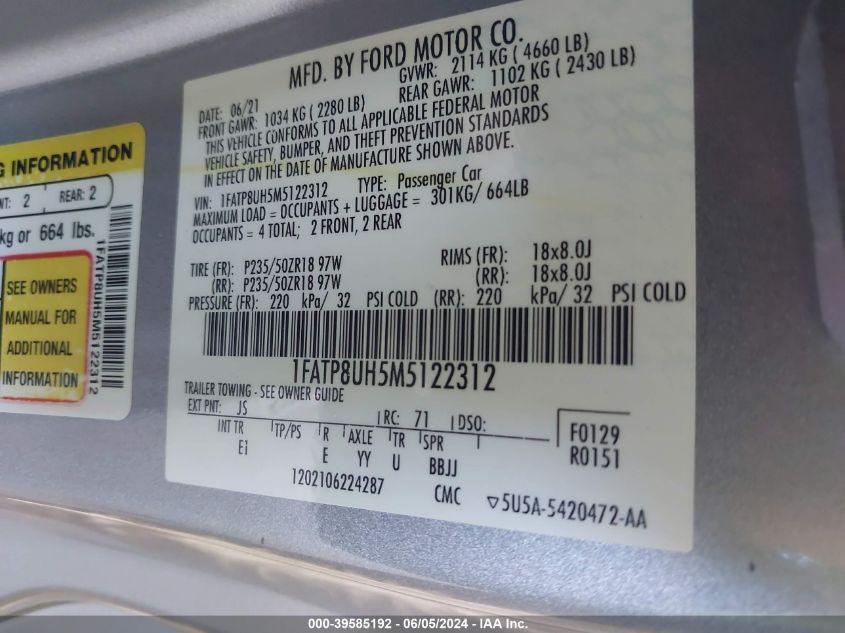 G INFORMATION
NT: 2 REAR: 2
kg or 664 lbs.
SEE OWNERS
MANUAL FOR
ADDITIONAL
INFORMATION
1FATP8UH5M5122312
MFD. BY FORD MOTOR CO.
DATE: 06/21 GVWR: 2114 KG ( 4660 LB)
FRONT GAWR: 1034 KG ( 2280 LB) REAR GAWR: 1102 KG ( 2430 LB)
THIS VEHICLE CONFORMS TO ALL APPLICABLE FEDERAL MOTOR
VEHICLE SAFETY, BUMPER, AND THEFT PREVENTION STANDARDS
IN EFFECT ON THE DATE OF MANUFACTURE SHOWN ABOVE.
VIN: 1FATP8UH5M5122312 TYPE: Passenger Car
MAXIMUM LOAD = OCCUPANTS + LUGGAGE = 301KG/ 664LB
OCCUPANTS = 4 TOTAL; 2 FRONT, 2 REAR
TIRE (FR): P235/50ZR18 97W RIMS (FR): 18x8.0J
(RR): P235/50ZR18 97W (RR): 18x8.0J
PRESSURE (FR): 220 kPa/ 32 PSI COLD (RR): 220 kPa/ 32 PSI COLD
1FATP8UH5M5122312
TRAILER TOWING - SEE OWNER GUIDE
EXT PNT: JS RC: 71 DSO:
INT TR TP/PS R AXLE TR SPR F0129
E1 E YY U BBJJ R0151
1202106224287 CMC ▽5U5A-5420472-AA
000-39585192 - 06/05/2024 - IAA Inc.